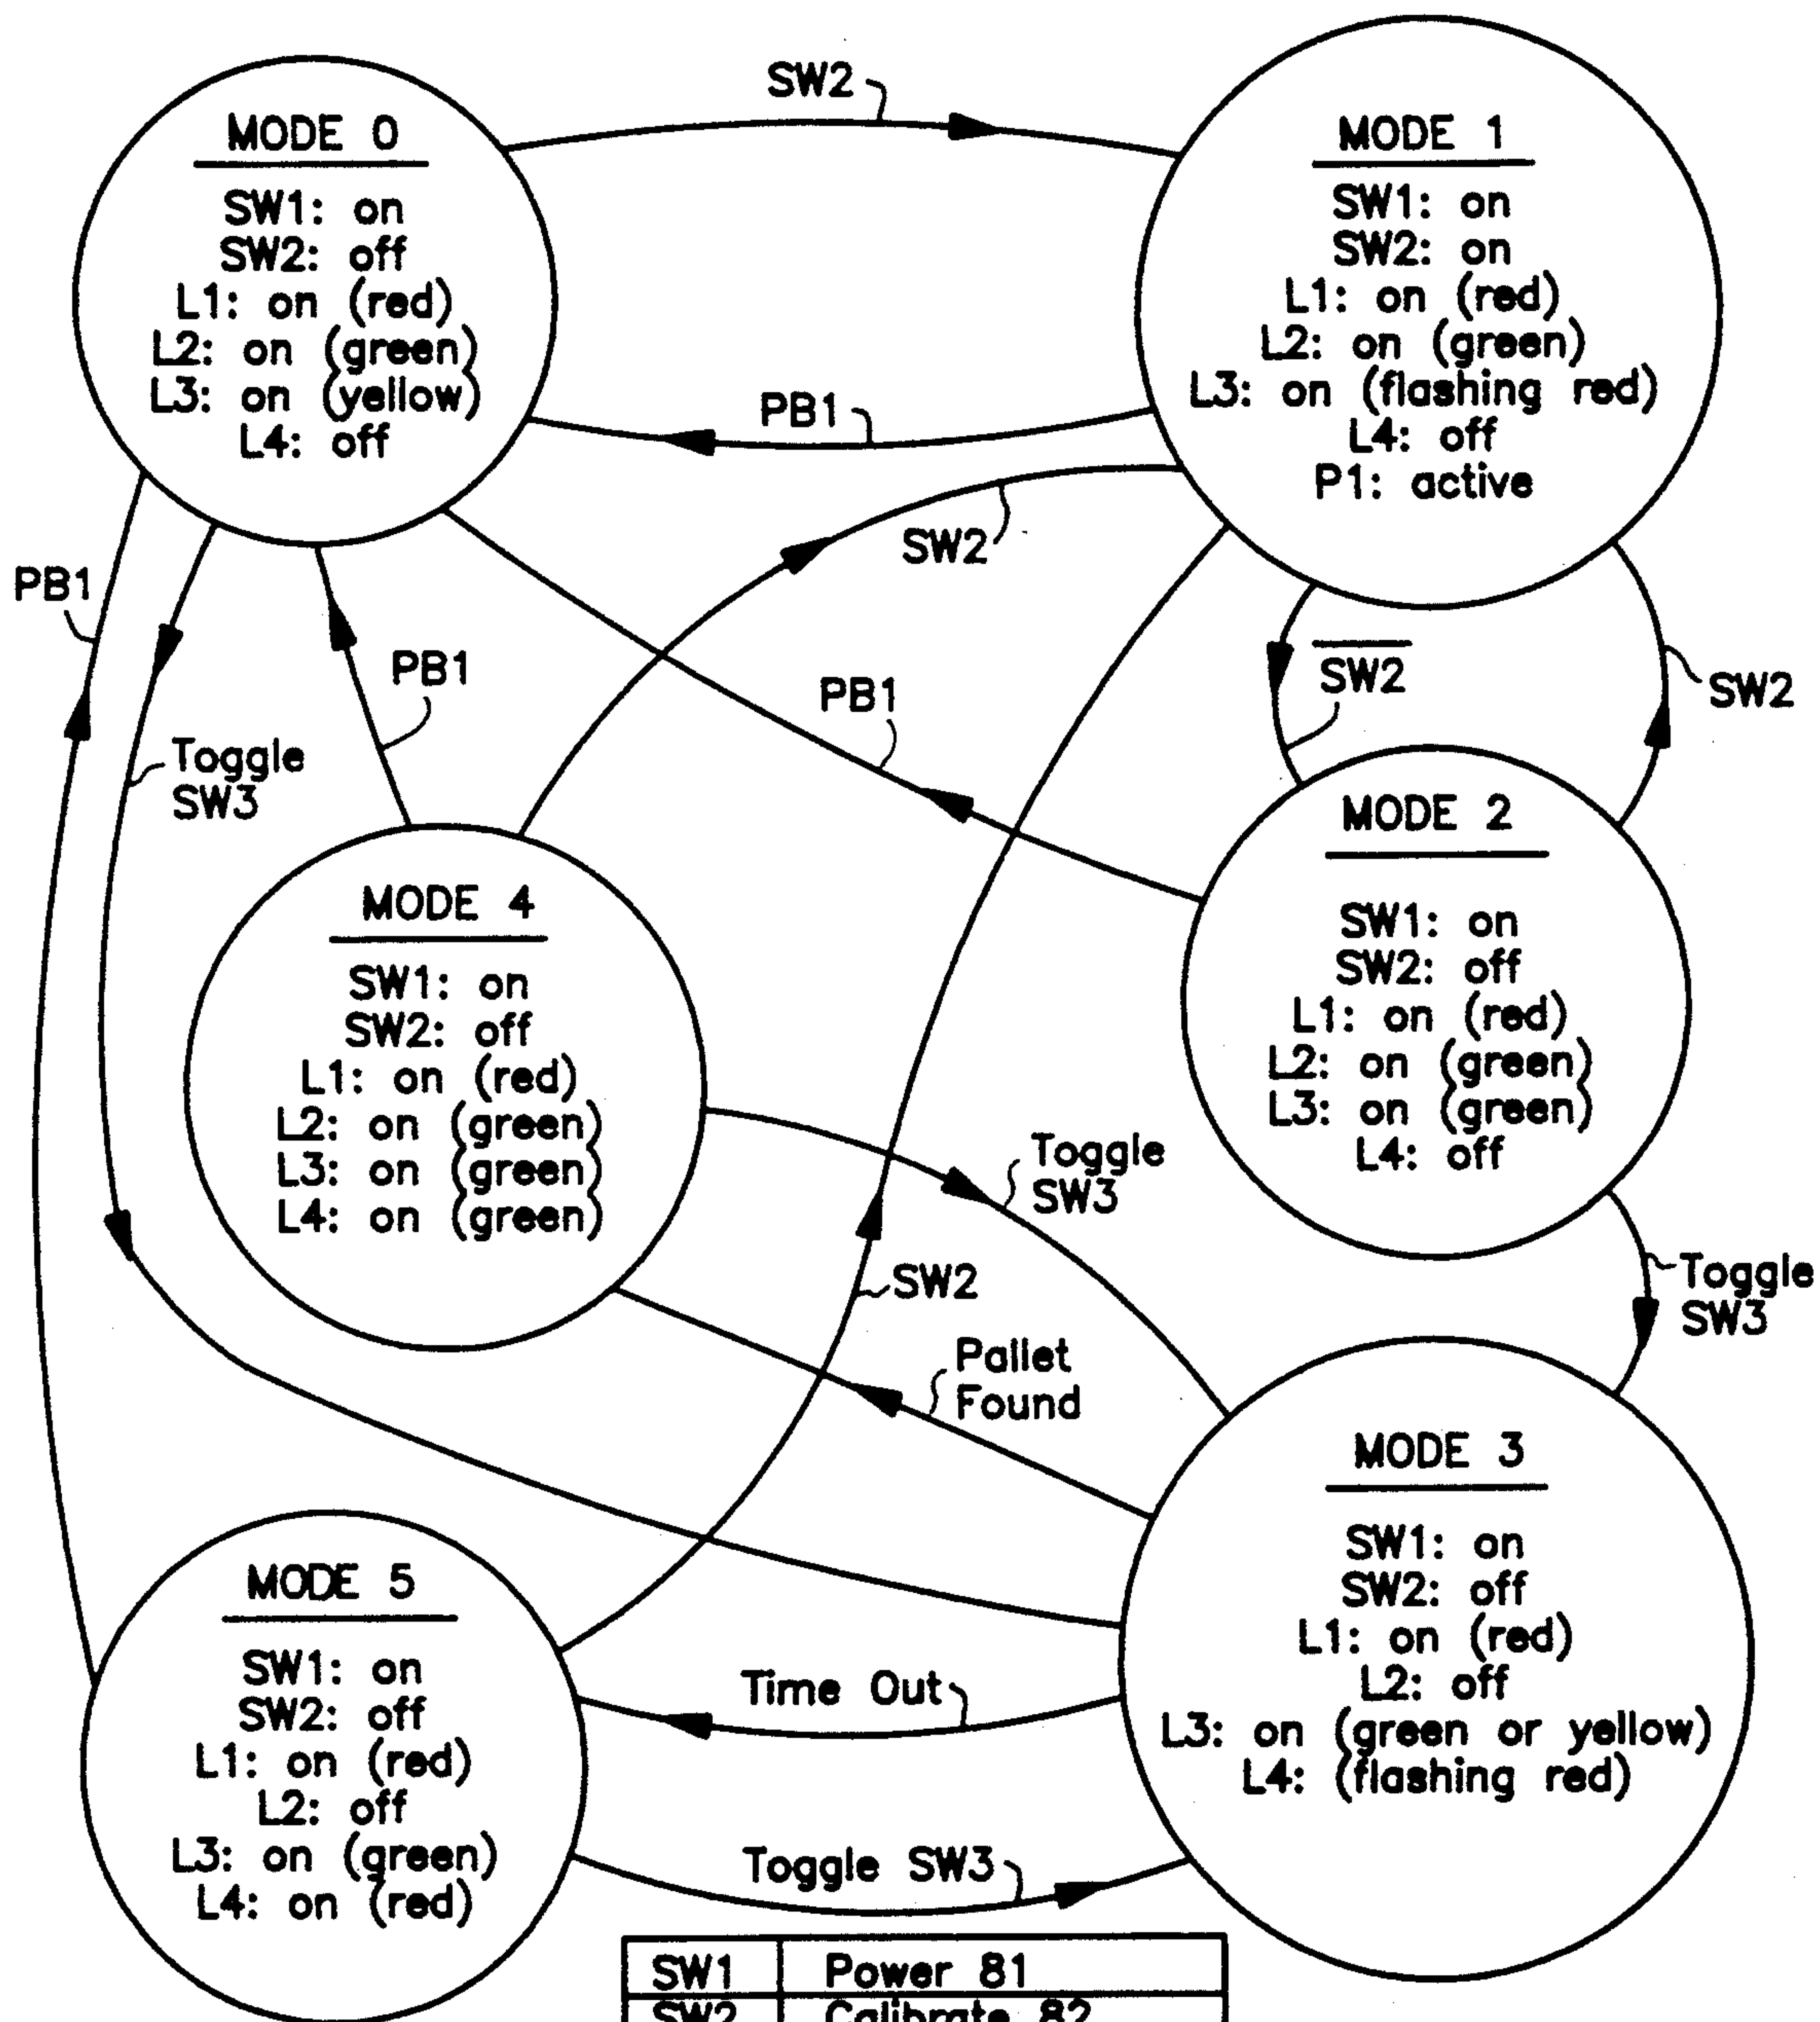 SW2
MODE 0
SW1: on
SW2: off
L1: on (red)
L2: on (green)
L3: on (yellow)
L4: off
MODE 1
SW1: on
SW2: on
L1: on (red)
L2: on (green)
L3: on (flashing red)
L4: off
P1: active
PB1
SW2
PB1
Toggle
SW3
PB1
PB1
S̅W̅2̅
SW2
MODE 4
SW1: on
SW2: off
L1: on (red)
L2: on (green)
L3: on (green)
L4: on (green)
MODE 2
SW1: on
SW2: off
L1: on (red)
L2: on (green)
L3: on (green)
L4: off
Toggle
SW3
SW2
Toggle
SW3
Pallet
Found
MODE 5
SW1: on
SW2: off
L1: on (red)
L2: off
L3: on (green)
L4: on (red)
MODE 3
SW1: on
SW2: off
L1: on (red)
L2: off
L3: on (green or yellow)
L4: (flashing red)
Time Out
Toggle SW3
SW1 Power 81
SW2 Calibrate 82